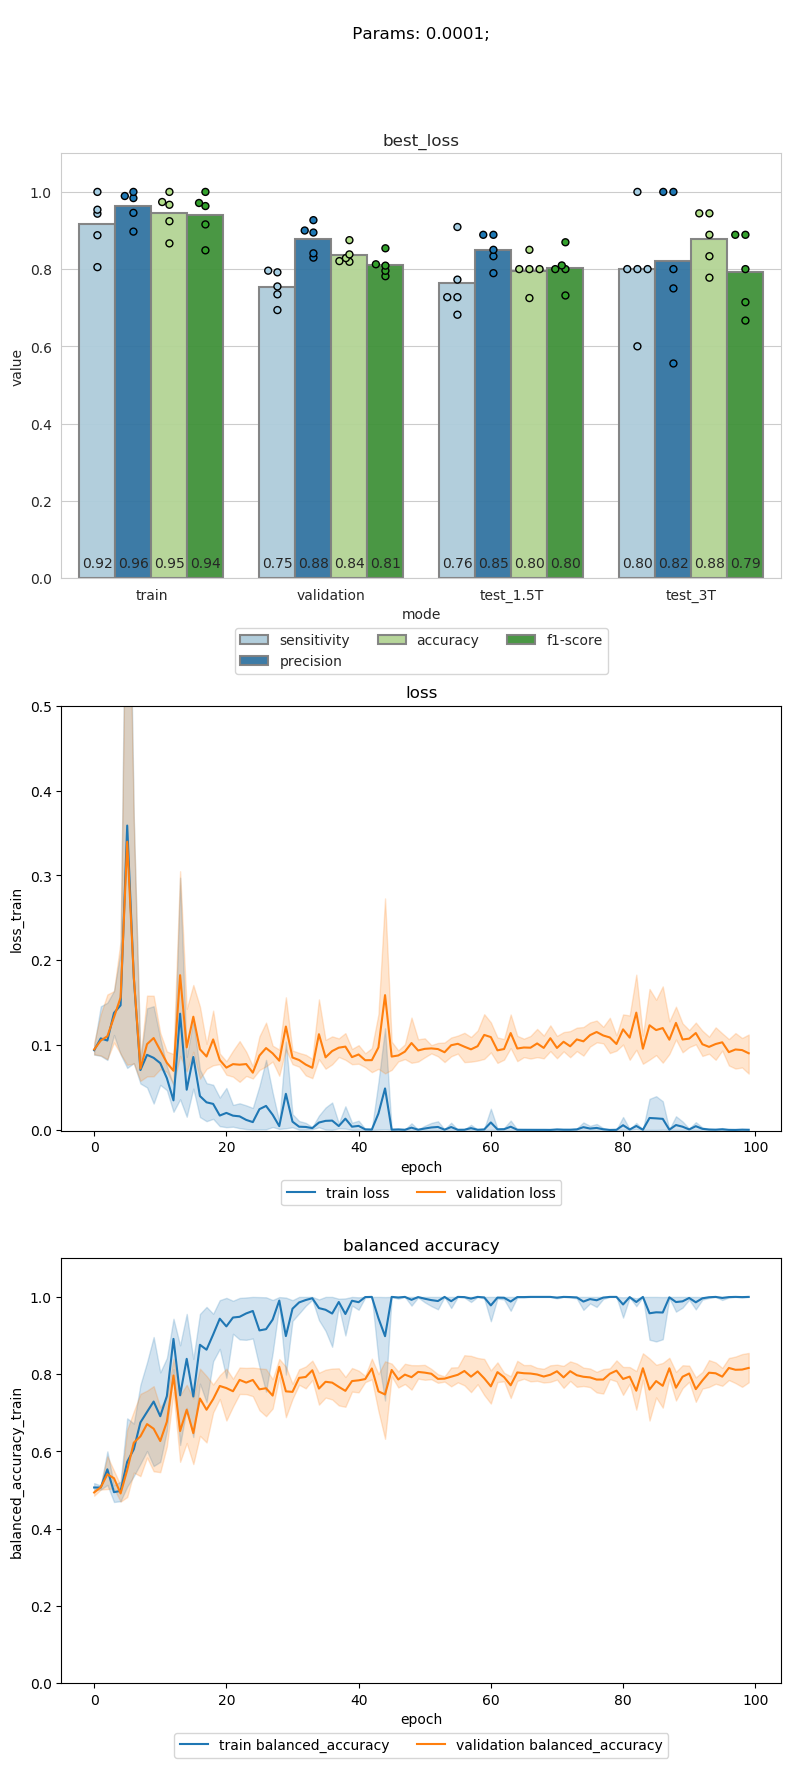 Params: 0.0001;
best_loss
value
1.0
0.8
0.6
0.4
0.2
0.0
0.92 0.96 0.95 0.94 0.75 0.88 0.84 0.81 0.76 0.85 0.80 0.80 0.80 0.82 0.88 0.79
train validation test_1.5T test_3T
mode
sensitivity accuracy f1-score
precision
loss
loss_train
0.5
0.4
0.3
0.2
0.1
0.0
0 20 40 60 80 100
epoch
train loss validation loss
balanced accuracy
balanced_accuracy_train
1.0
0.8
0.6
0.4
0.2
0.0
0 20 40 60 80 100
epoch
train balanced_accuracy validation balanced_accuracy